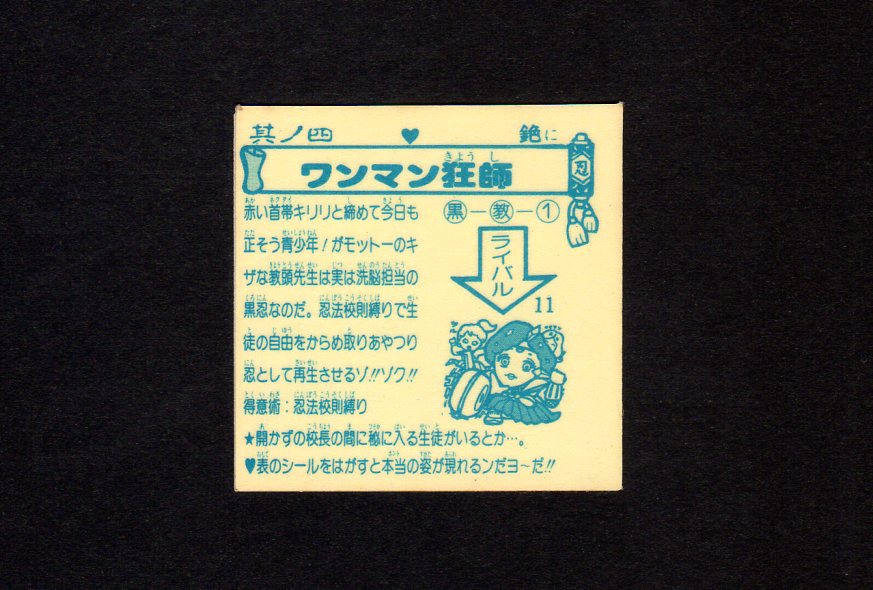 其ノ四 ♥ 絶に
忍
ワンマン狂師
赤い首帯キリリと締めて今日も
正そう青少年!がモットーのキ
ザな教頭先生は実は洗脳担当の
黒忍なのだ。忍法校則縛りで生
徒の自由をからめ取りあやつり
忍として再生させるゾ!!ゾク!!
得意術:忍法校則縛り
★開かずの校長の間に秘に入る生徒がいるとか…。
♥表のシールをはがすと本当の姿が現れるンだヨ~だ!!
黒-教-1
ライバル
11